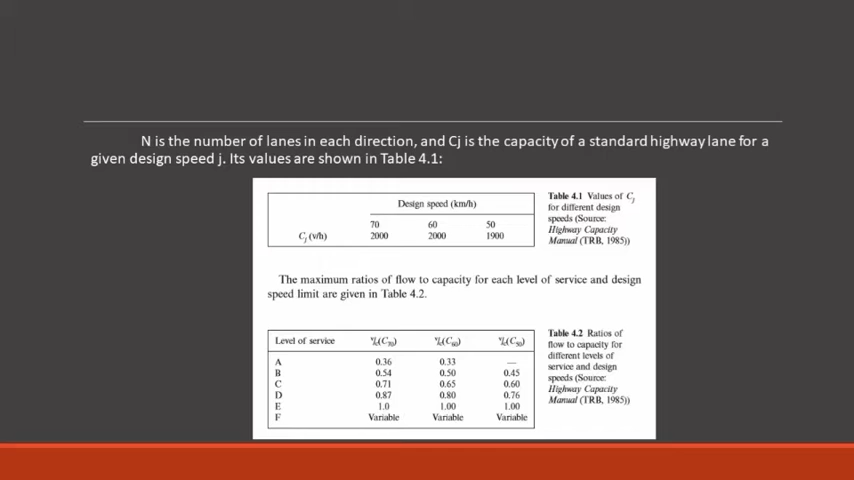 N is the number of lanes in each direction, and Cj is the capacity of a standard highway lane for a
given design speed j. Its values are shown in Table 4.1:
Design speed (km/h)
70 60 50
Cj (v/h) 2000 2000 1900
Table 4.1 Values of Cj
for different design
speeds (Source:
Highway Capacity
Manual (TRB, 1985))
The maximum ratios of flow to capacity for each level of service and design
speed limit are given in Table 4.2.
Level of service v/c(C70) v/c(C60) v/c(C50)
A 0.36 0.33 —
B 0.54 0.50 0.45
C 0.71 0.65 0.60
D 0.87 0.80 0.76
E 1.0 1.00 1.00
F Variable Variable Variable
Table 4.2 Ratios of
flow to capacity for
different levels of
service and design
speeds (Source:
Highway Capacity
Manual (TRB, 1985))